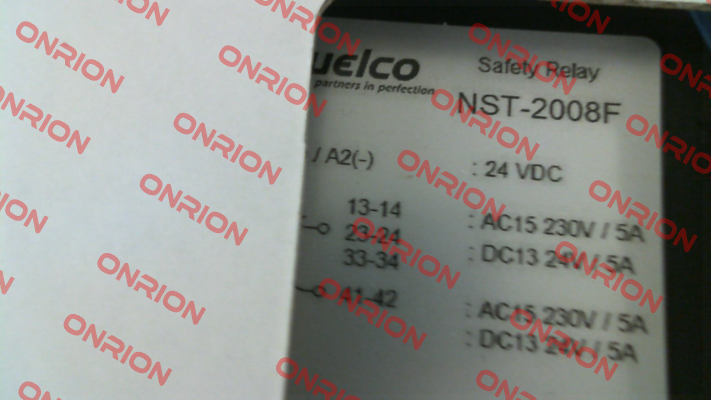 uelco
Safety Relay
partners in perfection
NST-2008F
/ A2(-) : 24 VDC
13-14 : AC15 230V / 5A
23-24
33-34 : DC13 24V / 5A
41-42 : AC15 230V / 5A
: DC13 24V / 5A
ONRION